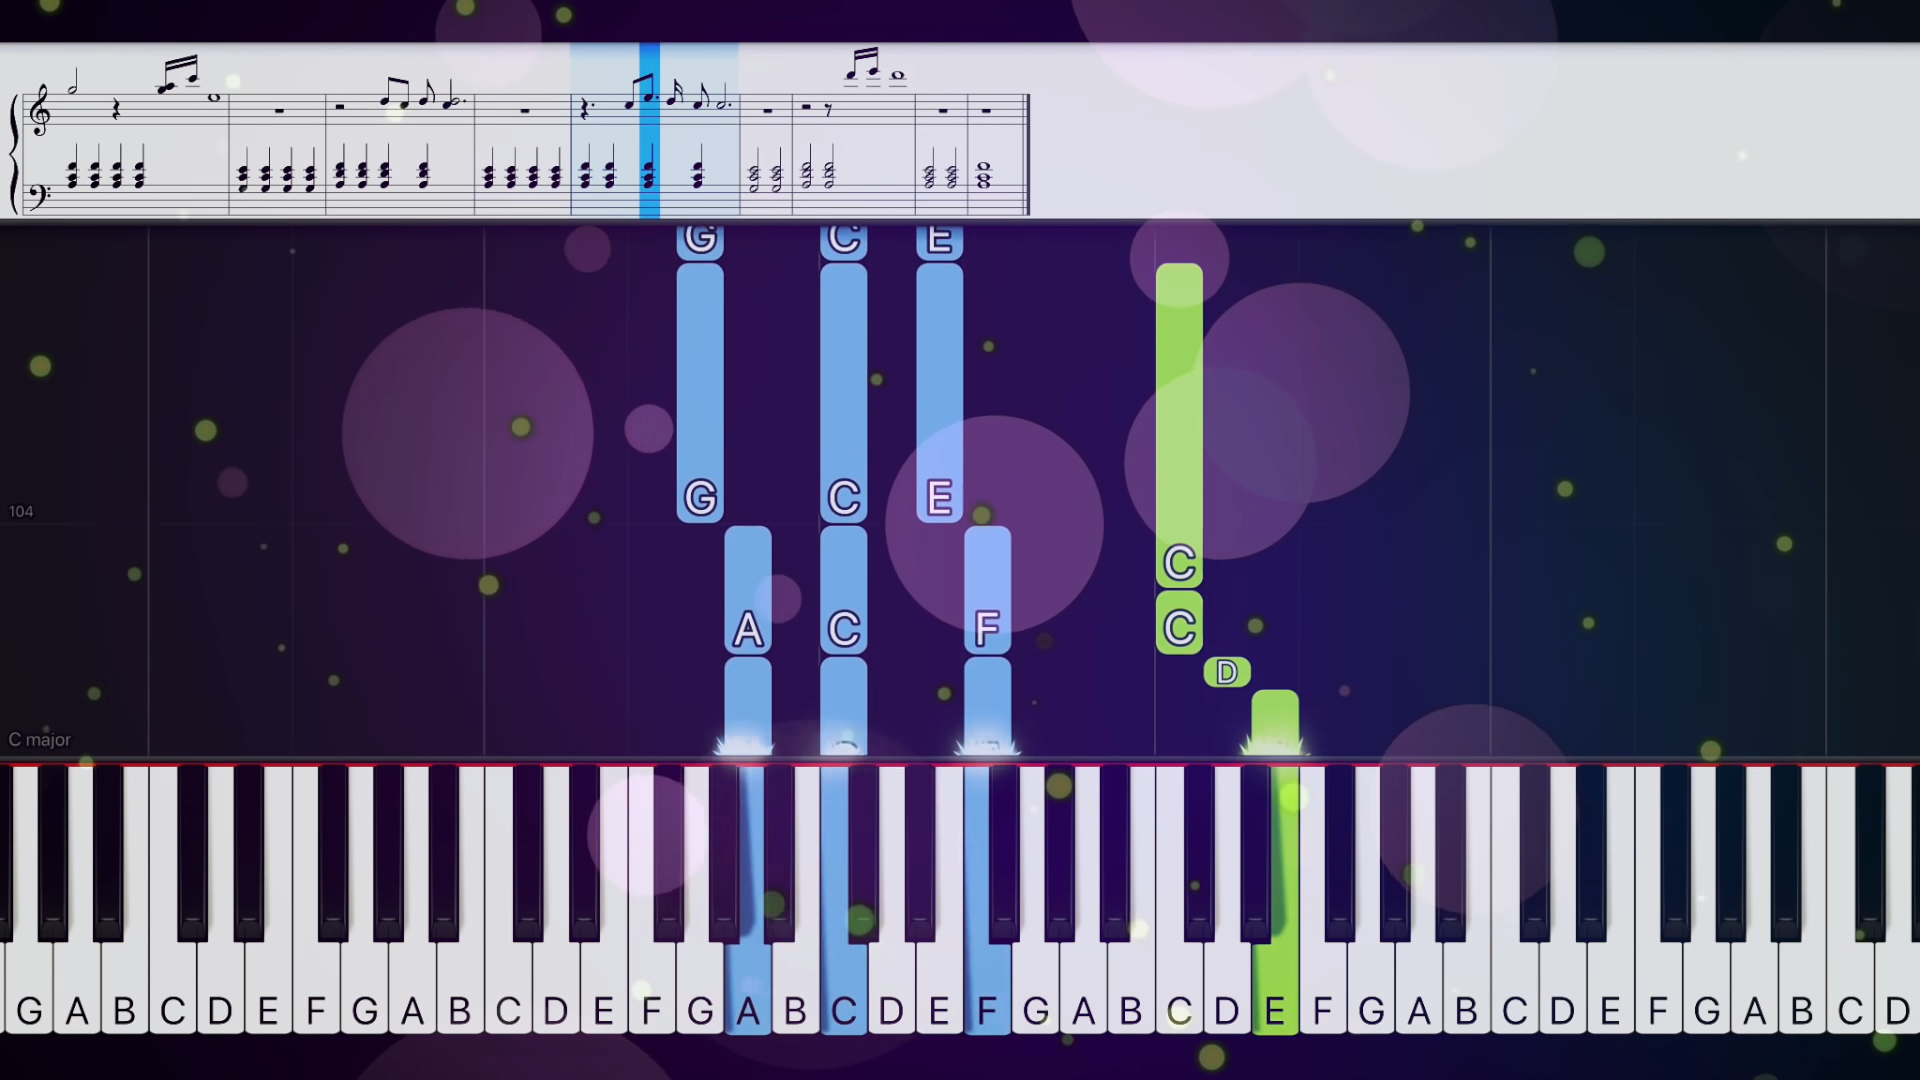 G C E
G C E
104
C
A C F C
D
C major
G A B C D E F G A B C D E F G A B C D E F G A B C D E F G A B C D E F G A B C D